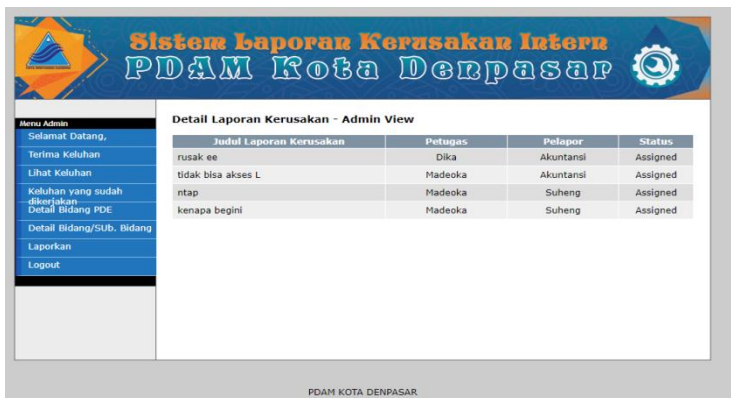 Sistem Laporan Kerusakan Intern
PDAM Kota Denpasar
Menu Admin
Selamat Datang,
Terima Keluhan
Lihat Keluhan
Keluhan yang sudah
dikerjakan
Detail Bidang PDE
Detail Bidang/SUb. Bidang
Laporkan
Logout
Detail Laporan Kerusakan - Admin View
Judul Laporan Kerusakan Petugas Pelapor Status
rusak ee Dika Akuntansi Assigned
tidak bisa akses L Madeoka Akuntansi Assigned
ntap Madeoka Suheng Assigned
kenapa begini Madeoka Suheng Assigned
PDAM KOTA DENPASAR